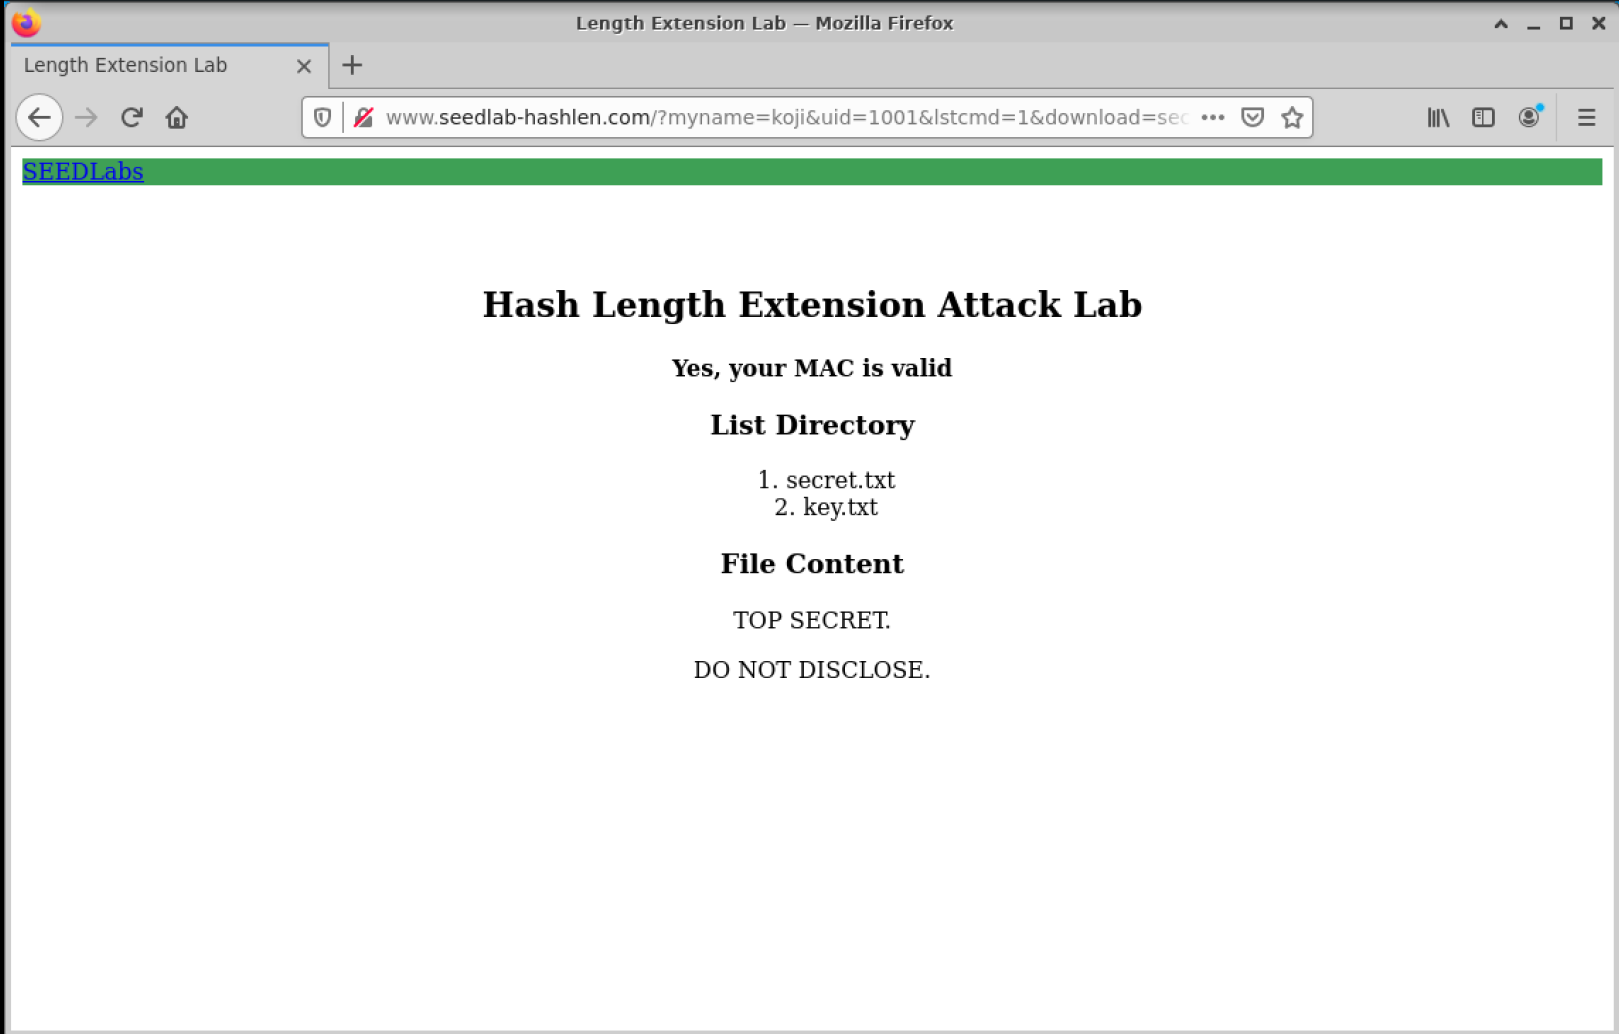 Length Extension Lab — Mozilla Firefox
Length Extension Lab
www.seedlab-hashlen.com/?myname=koji&uid=1001&lstcmd=1&download=sec
SEEDLabs
Hash Length Extension Attack Lab
Yes, your MAC is valid
List Directory
1. secret.txt
2. key.txt
File Content
TOP SECRET.
DO NOT DISCLOSE.